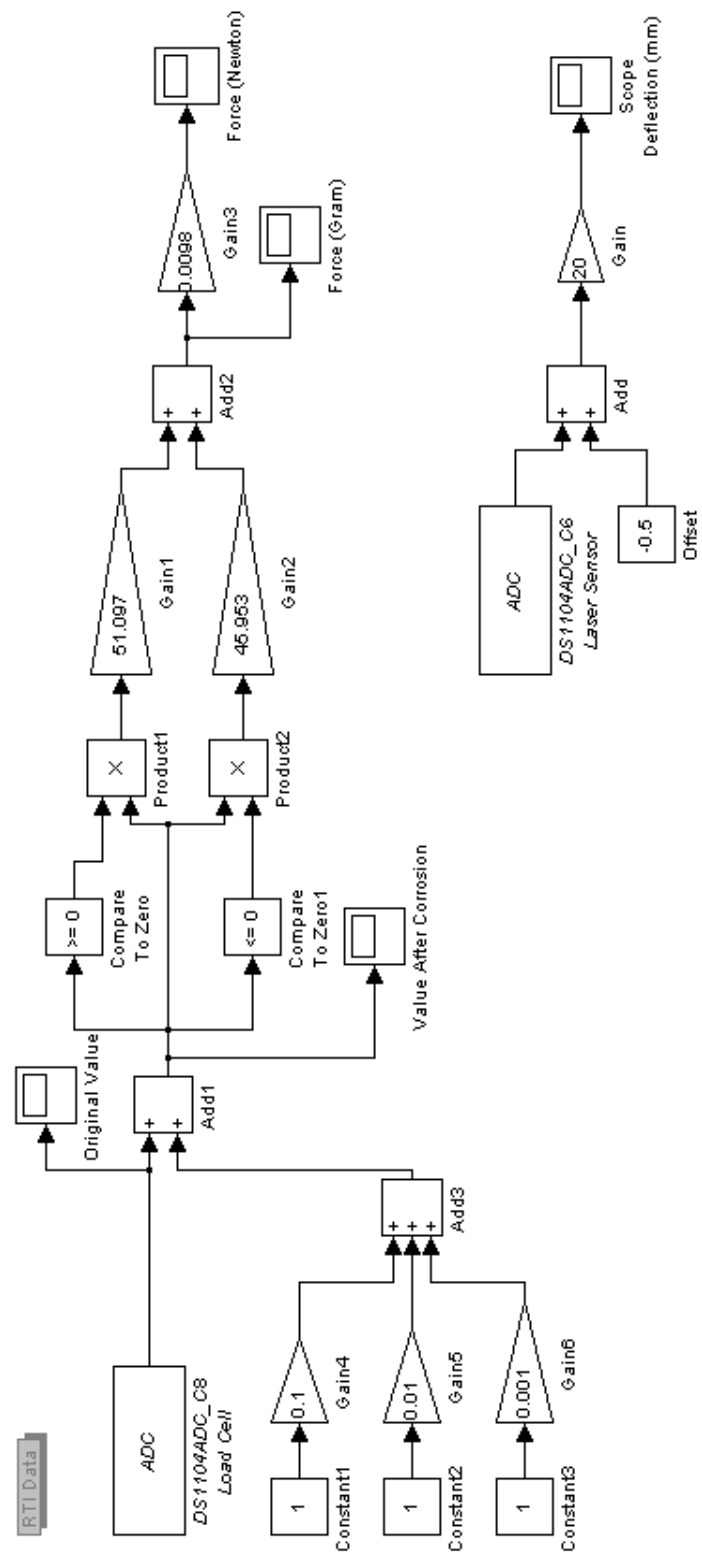 RTI Data
ADC
DS1104ADC_C8
Load Cell
Original Value
1
Constant1
0.1
Gain4
1
Constant2
0.01
Gain5
1
Constant3
0.001
Gain6
+
+
+
Add3
+
+
Add1
>= 0
Compare
To Zero
<= 0
Compare
To Zero1
Value After Corrosion
×
Product1
×
Product2
51.097
Gain1
45.953
Gain2
+
+
Add2
0.0098
Gain3
Force (Newton)
Force (Gram)
ADC
DS1104ADC_C6
Laser Sensor
-0.5
Offset
+
+
Add
20
Gain
Scope
Deflection (mm)